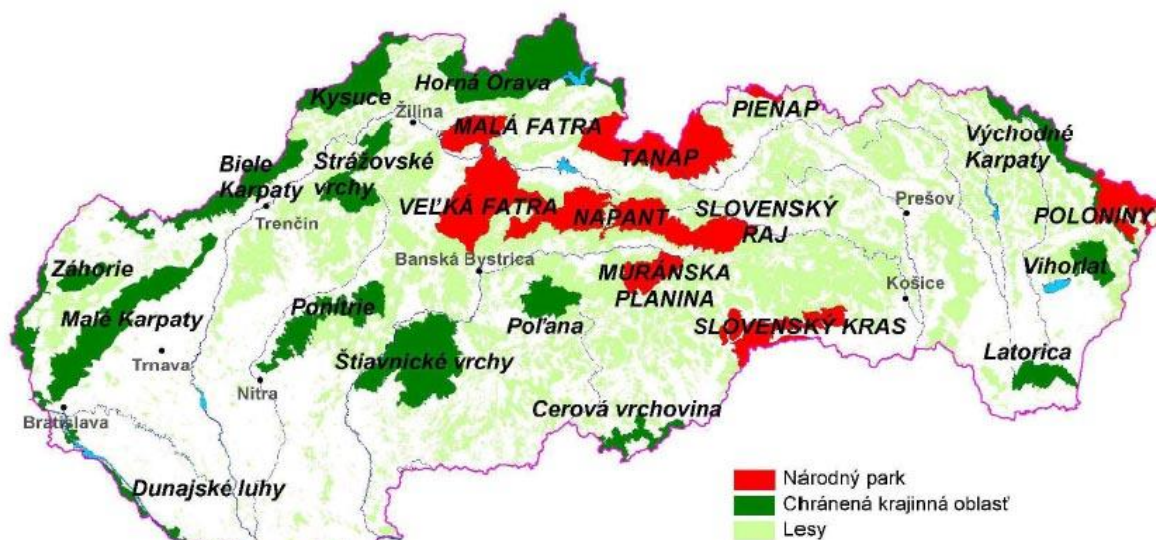 Horná Orava
Kysuce
Žilina
MALÁ FATRA
PIENAP
TANAP
Východné
Karpaty
Biele
Karpaty
Strážovské
vrchy
Trenčín
VEĽKÁ FATRA
NAPANT
SLOVENSKÝ
RAJ
Prešov
POLONINY
Banská Bystrica
Záhorie
MURÁNSKA
PLANINA
Vihorlat
Košice
Malé Karpaty
Ponitrie
Poľana
SLOVENSKÝ KRAS
Trnava
Štiavnické vrchy
Latorica
Nitra
Bratislava
Cerová vrchovina
Dunajské luhy
Národný park
Chránená krajinná oblasť
Lesy